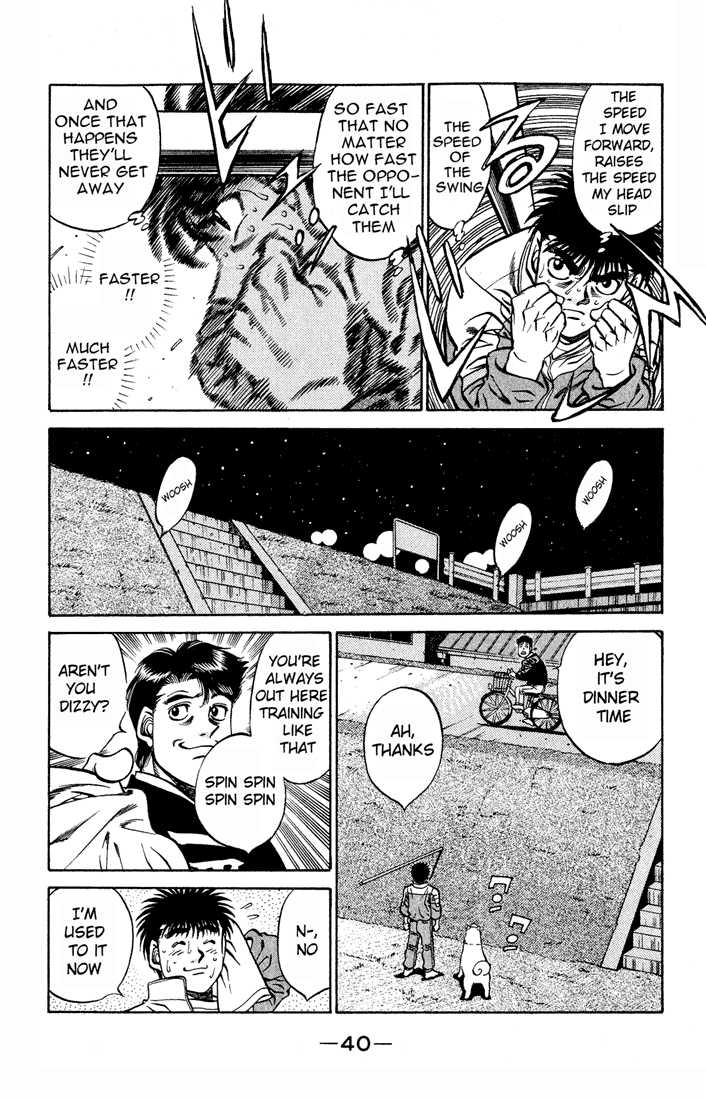 THE
SPEED
I MOVE
FORWARD,
RAISES
THE SPEED
MY HEAD
SLIP
THE
SPEED
OF THE
SWING
SO FAST
THAT NO
MATTER
HOW FAST
THE OPPO-
NENT I'LL
CATCH
THEM
AND
ONCE THAT
HAPPENS
THEY'LL
NEVER GET
AWAY
FASTER
!!
MUCH
FASTER
!!
WOOSH
WOOSH
WOOSH
HEY,
IT'S
DINNER
TIME
AH,
THANKS
YOU'RE
ALWAYS
OUT HERE
TRAINING
LIKE
THAT
SPIN SPIN
SPIN SPIN
AREN'T
YOU
DIZZY?
N-,
NO
I'M
USED
TO IT
NOW
—40—